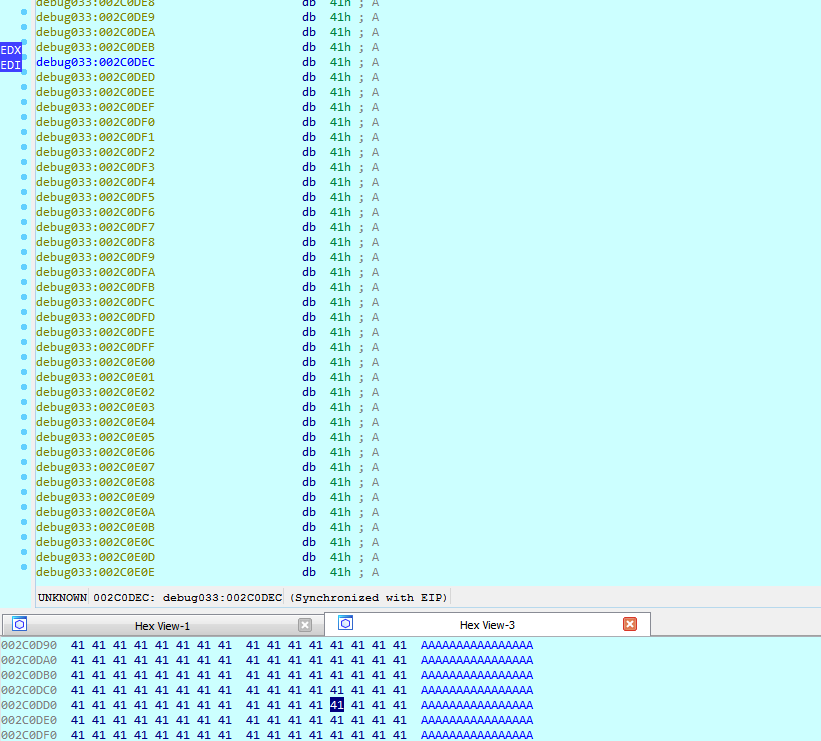 debug033:002C0DE8 db 41h ; A
debug033:002C0DE9 db 41h ; A
debug033:002C0DEA db 41h ; A
EDX debug033:002C0DEB db 41h ; A
EDI debug033:002C0DEC db 41h ; A
debug033:002C0DED db 41h ; A
debug033:002C0DEE db 41h ; A
debug033:002C0DEF db 41h ; A
debug033:002C0DF0 db 41h ; A
debug033:002C0DF1 db 41h ; A
debug033:002C0DF2 db 41h ; A
debug033:002C0DF3 db 41h ; A
debug033:002C0DF4 db 41h ; A
debug033:002C0DF5 db 41h ; A
debug033:002C0DF6 db 41h ; A
debug033:002C0DF7 db 41h ; A
debug033:002C0DF8 db 41h ; A
debug033:002C0DF9 db 41h ; A
debug033:002C0DFA db 41h ; A
debug033:002C0DFB db 41h ; A
debug033:002C0DFC db 41h ; A
debug033:002C0DFD db 41h ; A
debug033:002C0DFE db 41h ; A
debug033:002C0DFF db 41h ; A
debug033:002C0E00 db 41h ; A
debug033:002C0E01 db 41h ; A
debug033:002C0E02 db 41h ; A
debug033:002C0E03 db 41h ; A
debug033:002C0E04 db 41h ; A
debug033:002C0E05 db 41h ; A
debug033:002C0E06 db 41h ; A
debug033:002C0E07 db 41h ; A
debug033:002C0E08 db 41h ; A
debug033:002C0E09 db 41h ; A
debug033:002C0E0A db 41h ; A
debug033:002C0E0B db 41h ; A
debug033:002C0E0C db 41h ; A
debug033:002C0E0D db 41h ; A
debug033:002C0E0E db 41h ; A
UNKNOWN 002C0DEC: debug033:002C0DEC (Synchronized with EIP)
Hex View-1 Hex View-3
002C0D90 41 41 41 41 41 41 41 41 41 41 41 41 41 41 41 41 AAAAAAAAAAAAAAAA
002C0DA0 41 41 41 41 41 41 41 41 41 41 41 41 41 41 41 41 AAAAAAAAAAAAAAAA
002C0DB0 41 41 41 41 41 41 41 41 41 41 41 41 41 41 41 41 AAAAAAAAAAAAAAAA
002C0DC0 41 41 41 41 41 41 41 41 41 41 41 41 41 41 41 41 AAAAAAAAAAAAAAAA
002C0DD0 41 41 41 41 41 41 41 41 41 41 41 41 41 41 41 41 AAAAAAAAAAAAAAAA
002C0DE0 41 41 41 41 41 41 41 41 41 41 41 41 41 41 41 41 AAAAAAAAAAAAAAAA
002C0DF0 41 41 41 41 41 41 41 41 41 41 41 41 41 41 41 41 AAAAAAAAAAAAAAAA